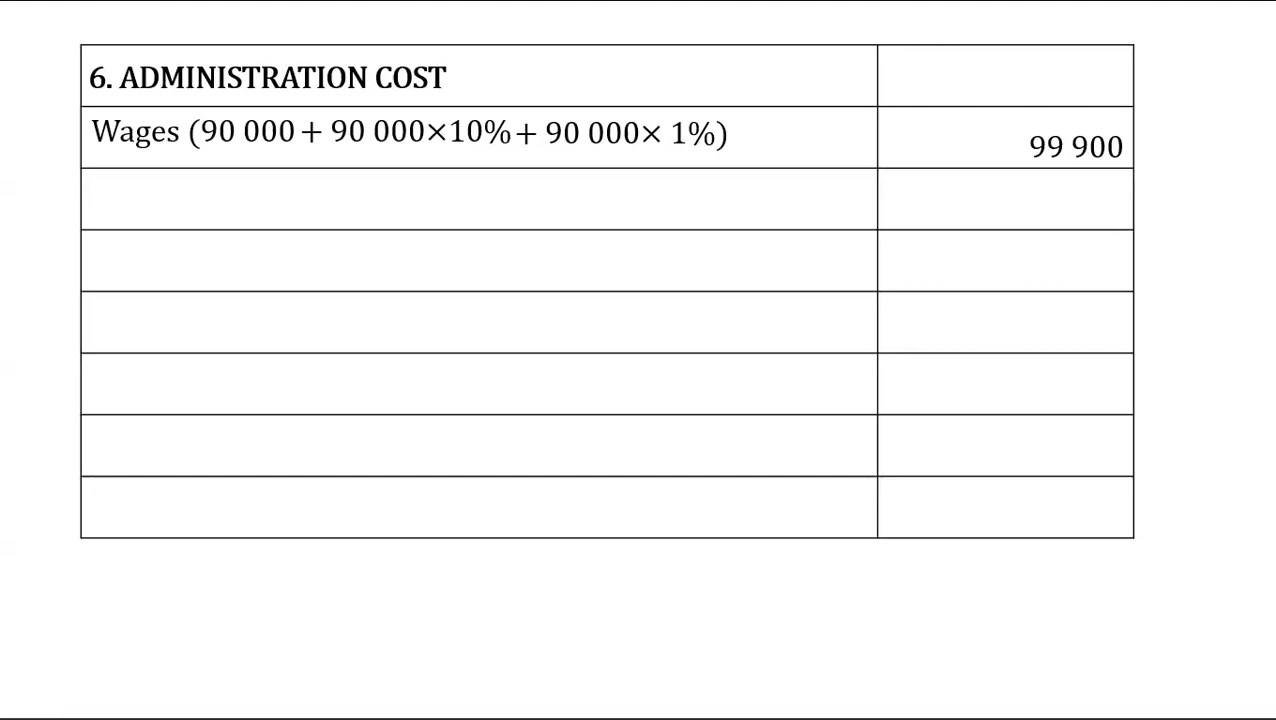 6. ADMINISTRATION COST
Wages (90 000 + 90 000×10% + 90 000× 1%)
99 900